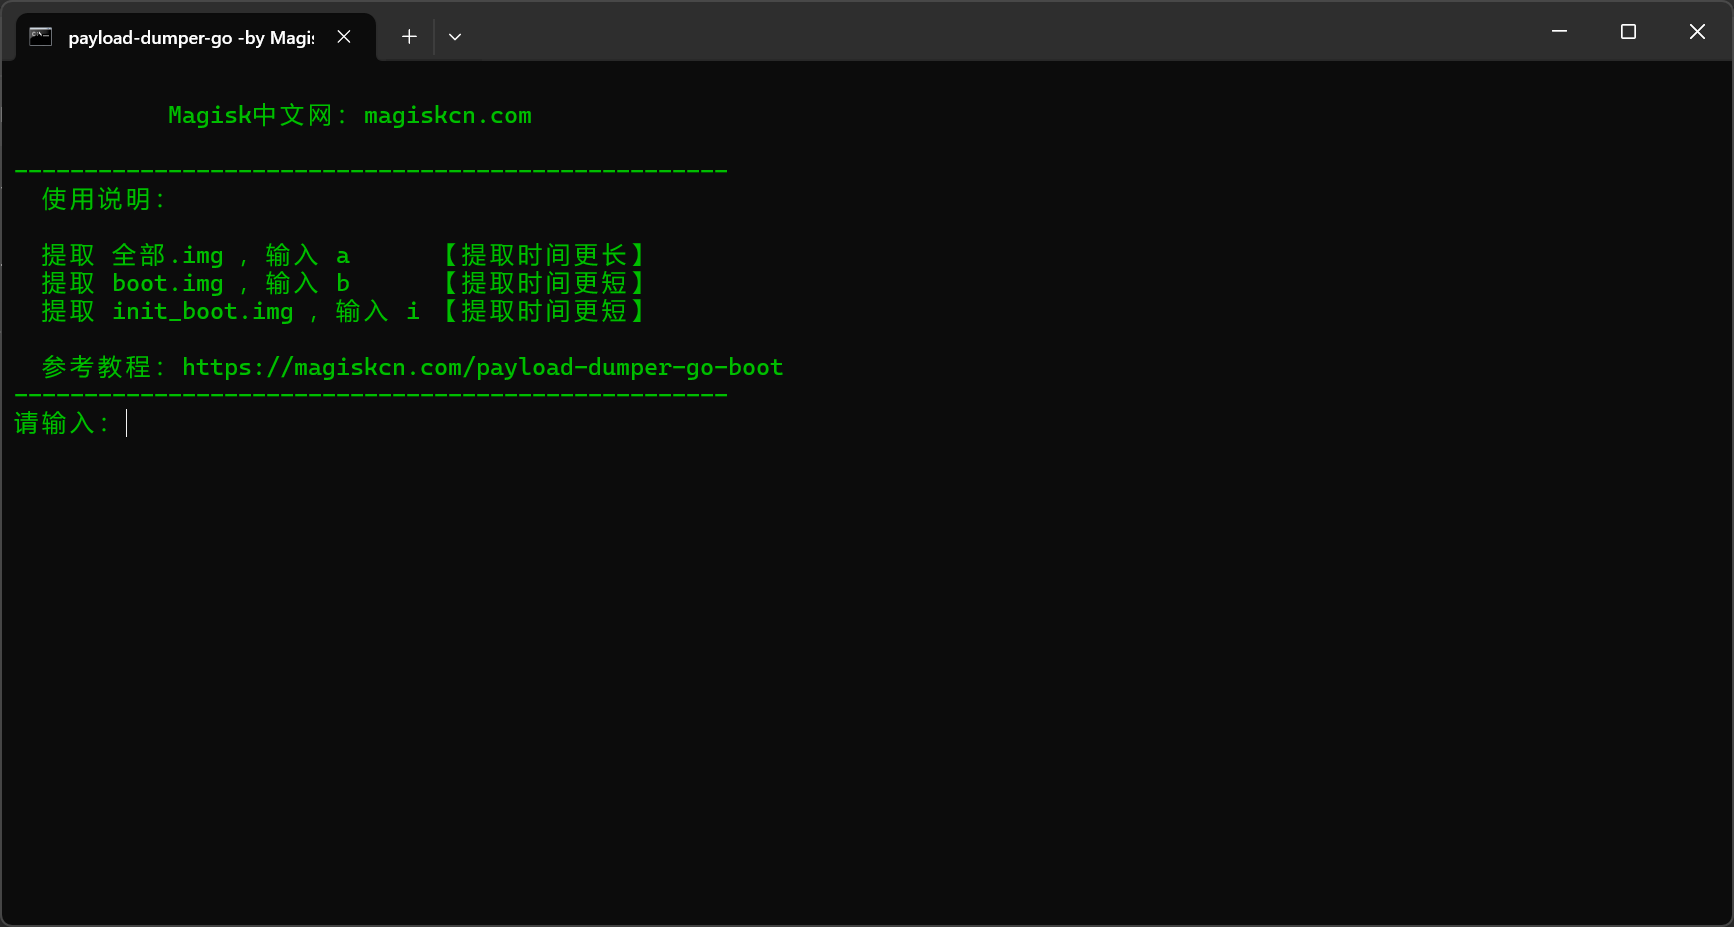 payload-dumper-go -by Magis
Magisk中文网：magiskcn.com
---------------------------------------------------
使用说明：
提取 全部.img ，输入 a 【提取时间更长】
提取 boot.img ，输入 b 【提取时间更短】
提取 init_boot.img ，输入 i 【提取时间更短】
参考教程：https://magiskcn.com/payload-dumper-go-boot
---------------------------------------------------
请输入：